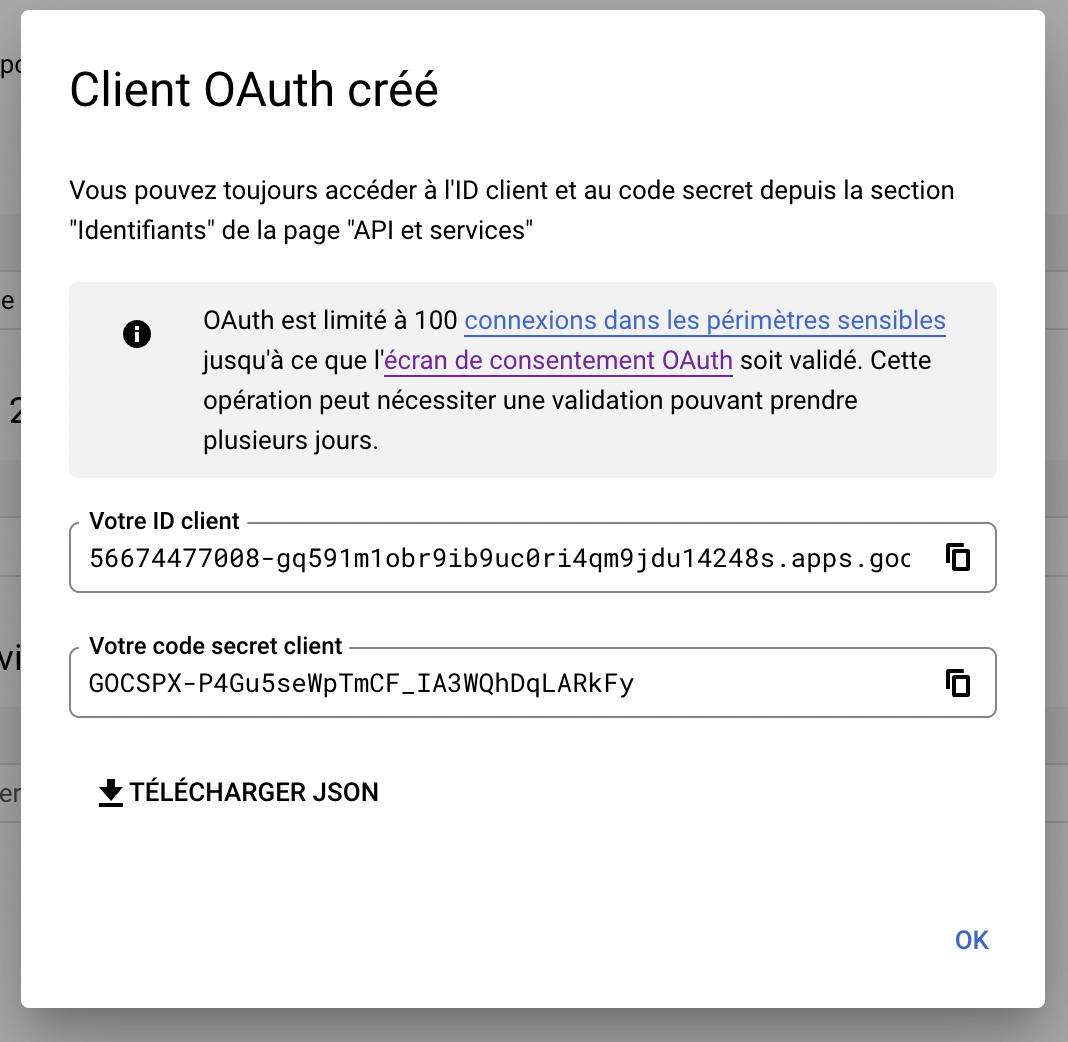 Client OAuth créé
Vous pouvez toujours accéder à l'ID client et au code secret depuis la section
"Identifiants" de la page "API et services"
OAuth est limité à 100 connexions dans les périmètres sensibles
jusqu'à ce que l'écran de consentement OAuth soit validé. Cette
opération peut nécessiter une validation pouvant prendre
plusieurs jours.
Votre ID client
56674477008-gq591m1obr9ib9uc0ri4qm9jdu14248s.apps.goc
Votre code secret client
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
TÉLÉCHARGER JSON
OK